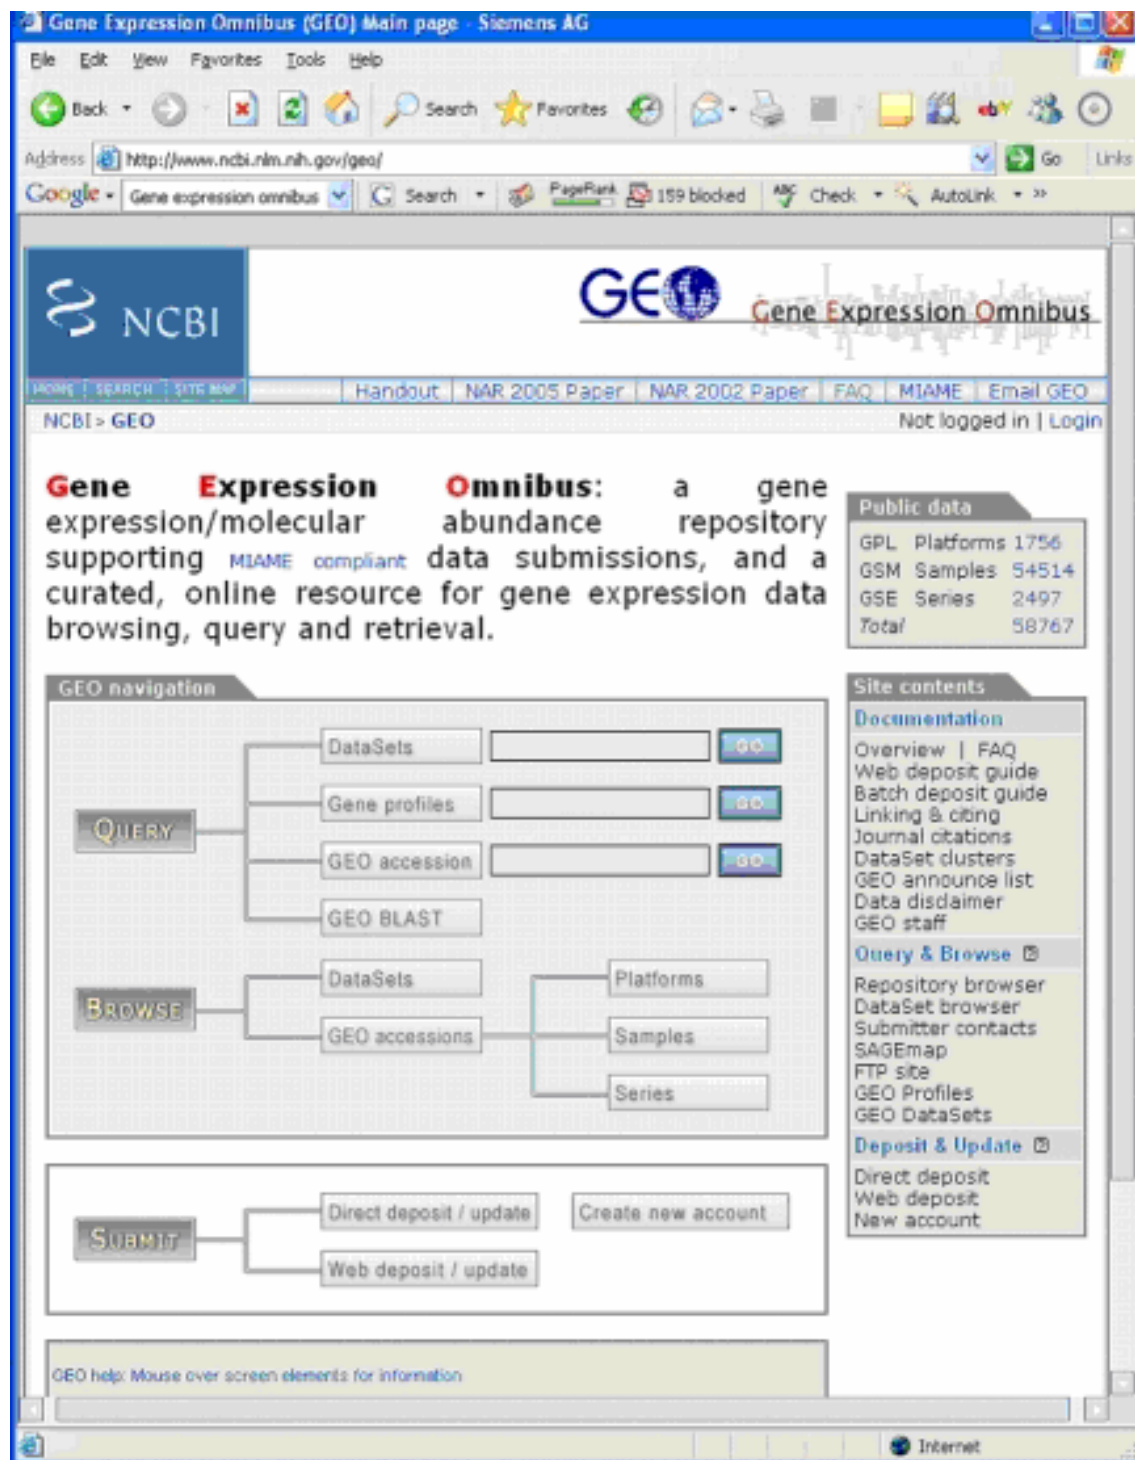 Gene Expression Omnibus (GEO) Main page - Siemens AG
File Edit View Favorites Tools Help
Back Search Favorites
Address http://www.ncbi.nlm.nih.gov/geo/ Go Links
Google Gene expression omnibus Search PageRank 159 blocked ABC Check AutoLink »
NCBI
GEO Gene Expression Omnibus
HOME SEARCH SITE MAP Handout NAR 2005 Paper NAR 2002 Paper FAQ MIAME Email GEO
NCBI > GEO Not logged in | Login
Gene Expression Omnibus: a gene
expression/molecular abundance repository
supporting MIAME compliant data submissions, and a
curated, online resource for gene expression data
browsing, query and retrieval.
Public data
GPL Platforms 1756
GSM Samples 54514
GSE Series 2497
Total 58767
GEO navigation
QUERY
DataSets GO
Gene profiles GO
GEO accession GO
GEO BLAST
BROWSE
DataSets
GEO accessions
Platforms
Samples
Series
SUBMIT
Direct deposit / update
Create new account
Web deposit / update
GEO help: Mouse over screen elements for information
Site contents
Documentation
Overview | FAQ
Web deposit guide
Batch deposit guide
Linking & citing
Journal citations
DataSet clusters
GEO announce list
Data disclaimer
GEO staff
Query & Browse
Repository browser
DataSet browser
Submitter contacts
SAGEmap
FTP site
GEO Profiles
GEO DataSets
Deposit & Update
Direct deposit
Web deposit
New account
Internet